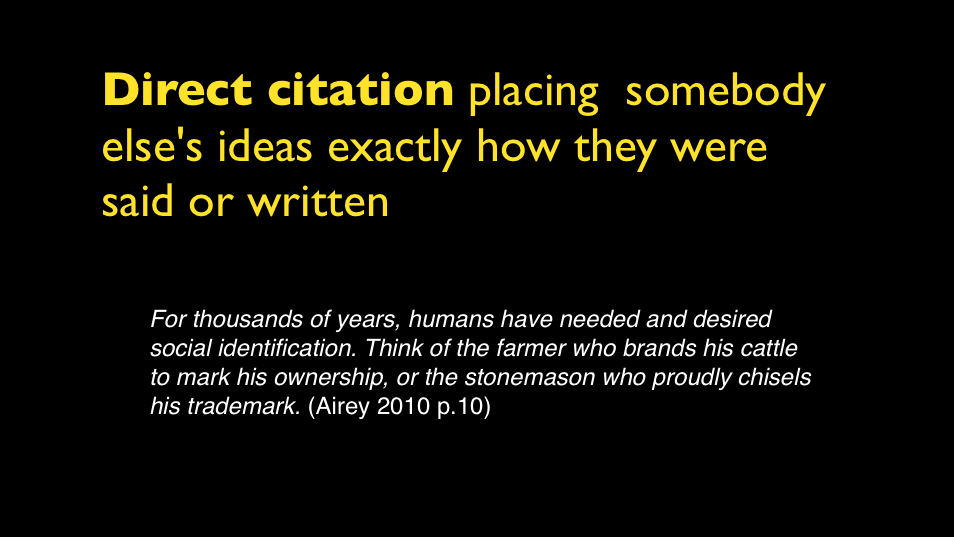 Direct citation placing  somebody
else's ideas exactly how they were
said or written
For thousands of years, humans have needed and desired
social identification. Think of the farmer who brands his cattle
to mark his ownership, or the stonemason who proudly chisels
his trademark. (Airey 2010 p.10)